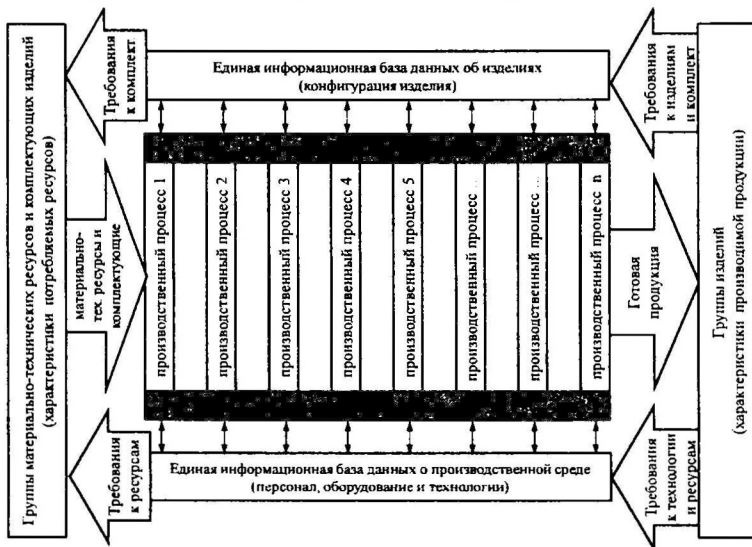 Группы материально-технических ресурсов и комплектующих изделий
(характеристики потребляемых ресурсов)
Требования
к комплект
материально-
тех. ресурсы и
комплектующие
Требования
к ресурсам
Единая информационная база данных об изделиях
(конфигурация изделия)
производственный процесс 1
производственный процесс 2
производственный процесс 3
производственный процесс 4
производственный процесс 5
производственный процесс ..
производственный процесс ...
производственный процесс n
Единая информационная база данных о производственной среде
(персонал, оборудование и технологии)
Требования
к изделиям
и комплект
Готовая
продукция
Требования
к технологии
и ресурсам
Группы изделий
(характеристики производимой продукции)